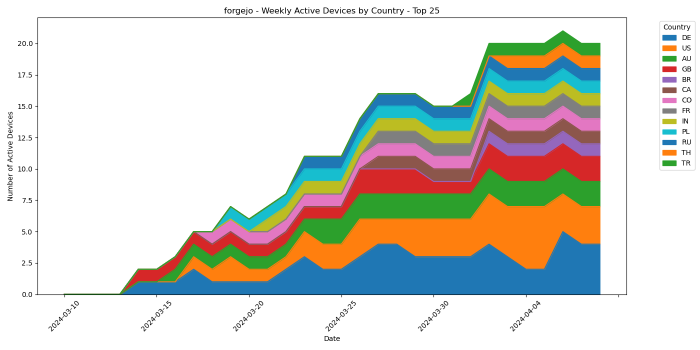 forgejo - Weekly Active Devices by Country - Top 25
Number of Active Devices
20.0
17.5
15.0
12.5
10.0
7.5
5.0
2.5
0.0
2024-03-10
2024-03-15
2024-03-20
2024-03-25
2024-03-30
2024-04-04
Date
Country
DE
US
AU
GB
BR
CA
CO
FR
IN
PL
RU
TH
TR